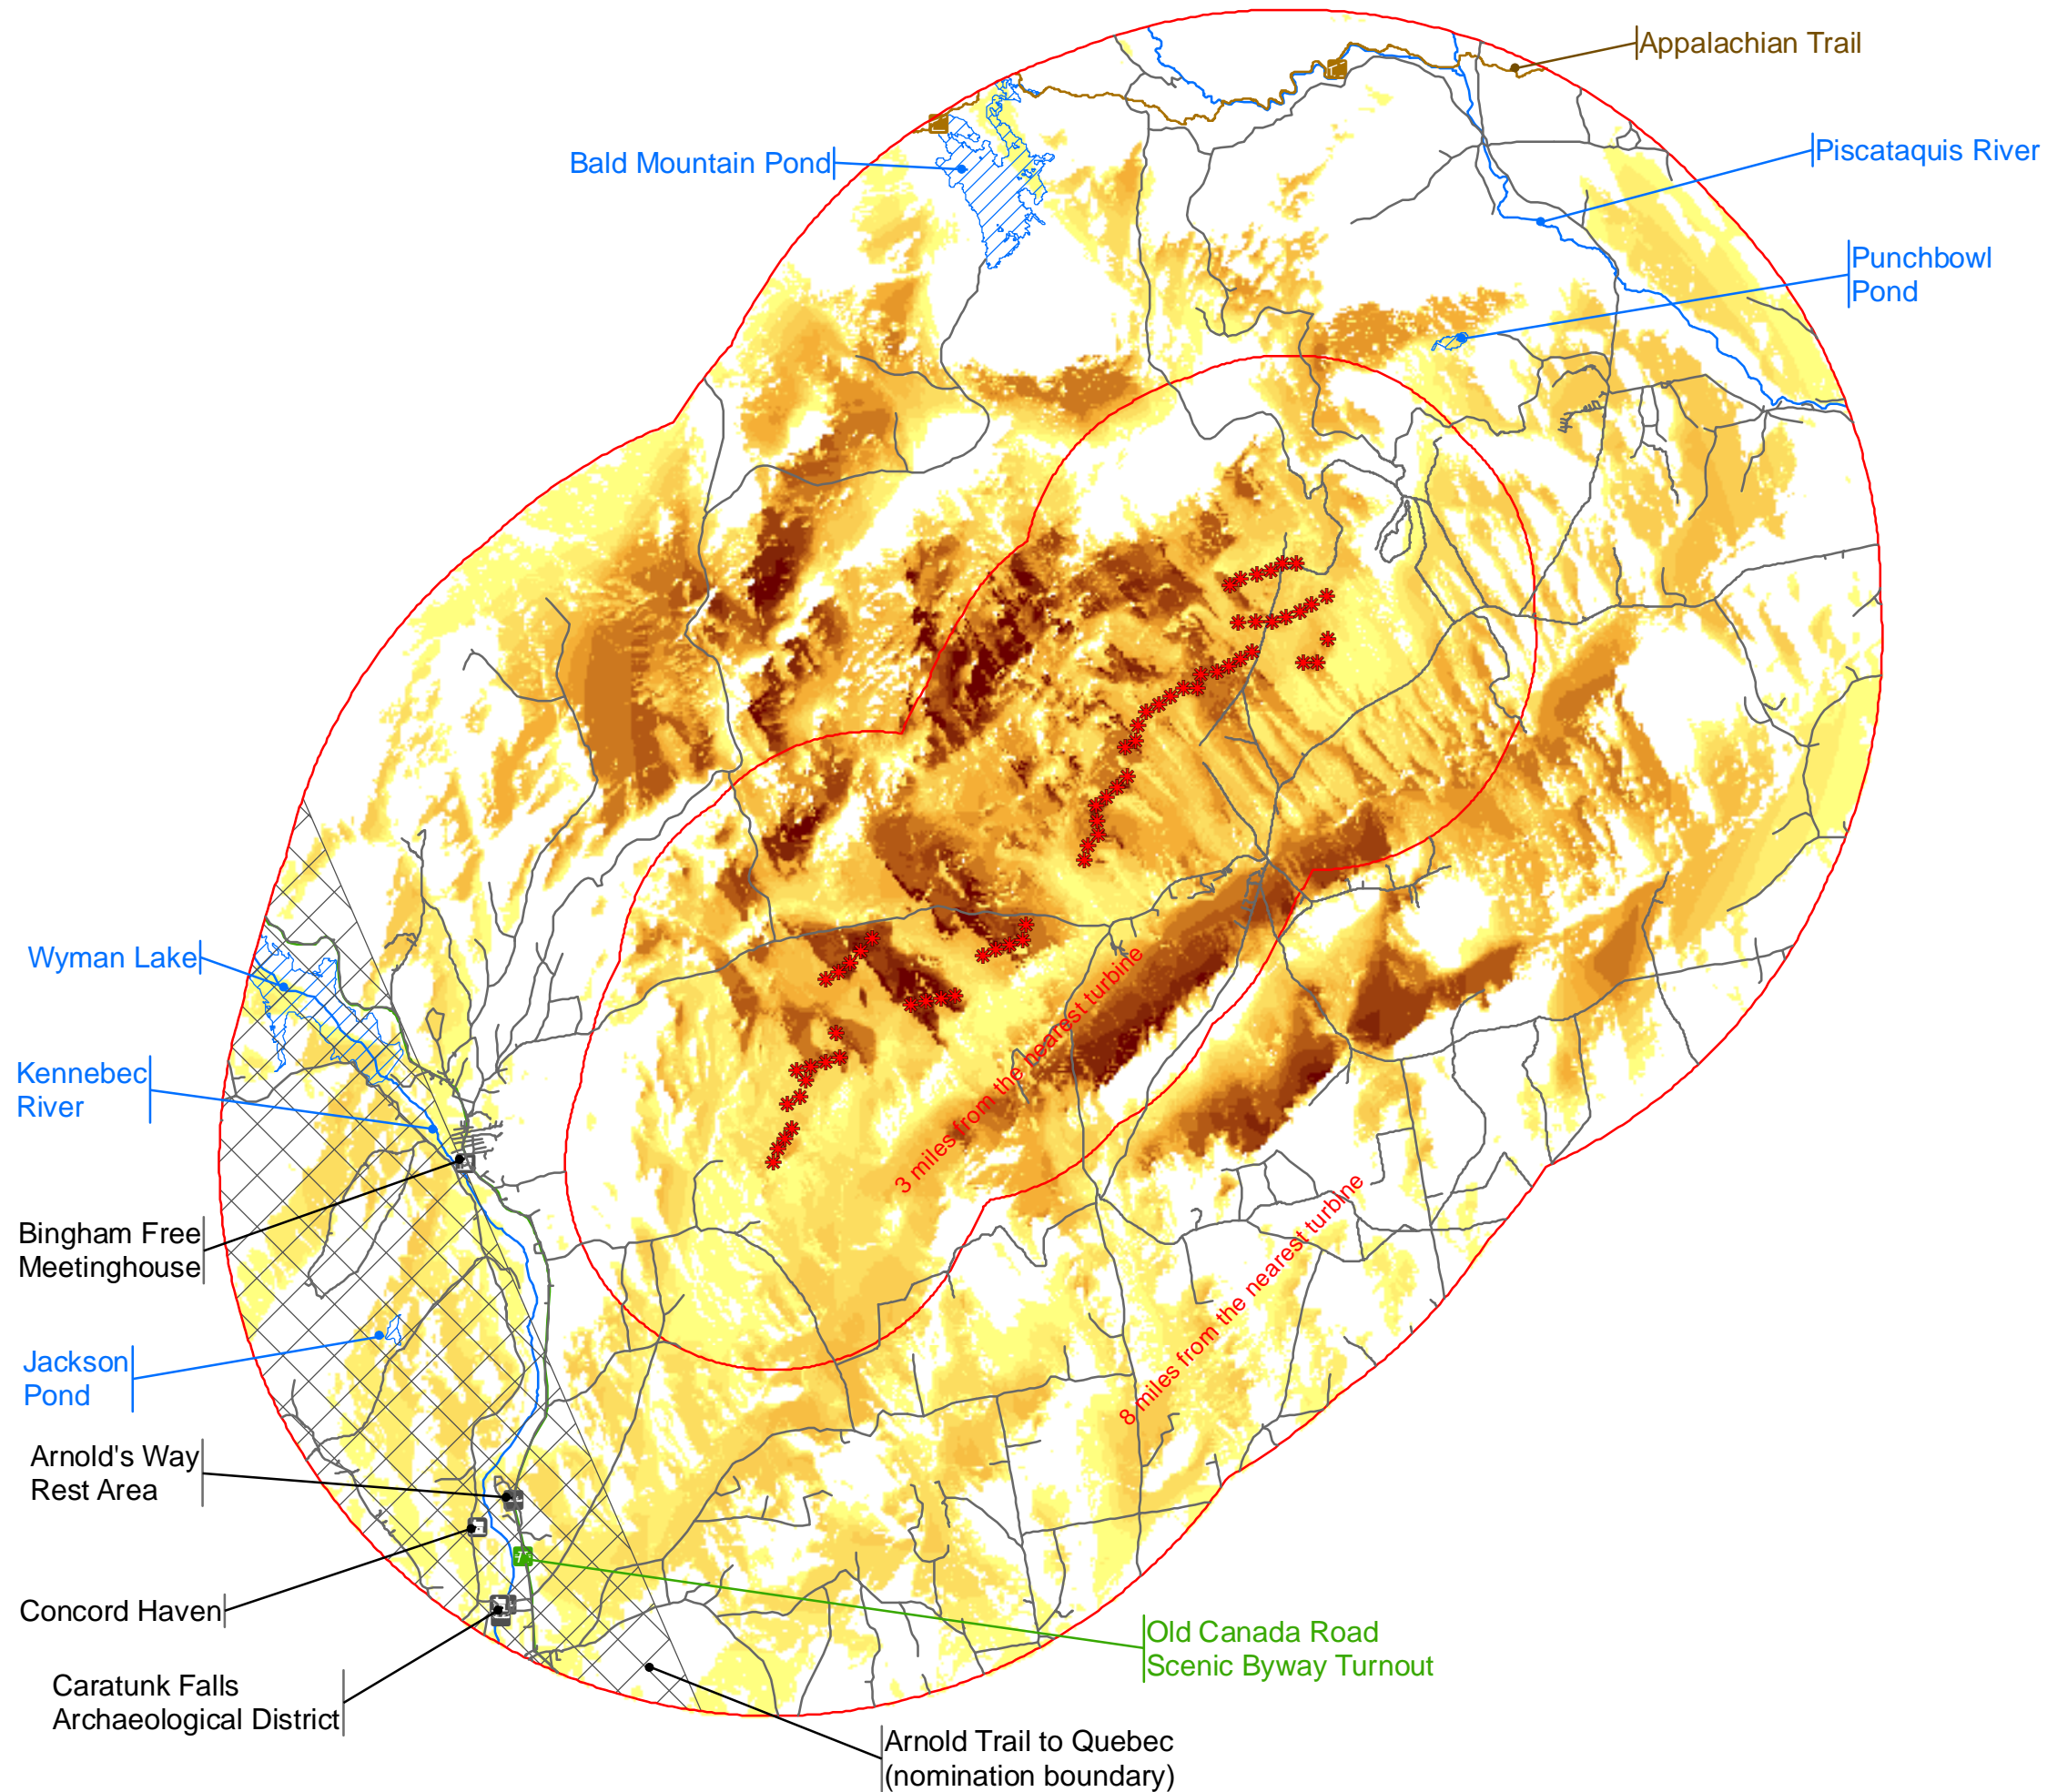 Appalachian Trail
Bald Mountain Pond
Piscataquis River
Punchbowl
Pond
Wyman Lake
3 miles from the nearest turbine
Kennebec
River
8 miles from the nearest turbine
Bingham Free
Meetinghouse
Jackson
Pond
Arnold's Way
Rest Area
Concord Haven
Old Canada Road
Scenic Byway Turnout
Caratunk Falls
Archaeological District
Arnold Trail to Quebec
(nomination boundary)